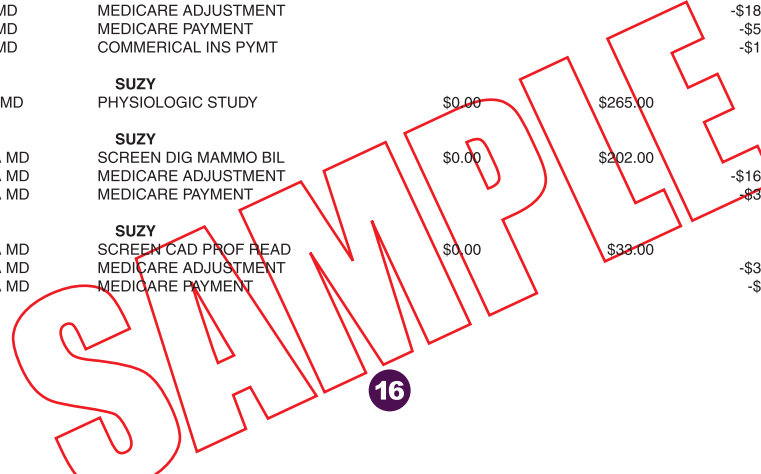 MD MEDICARE ADJUSTMENT -$18
MD MEDICARE PAYMENT -$5
MD COMMERICAL INS PYMT -$1
SUZY
MD PHYSIOLOGIC STUDY $0.00 $265.00
SUZY
MD SCREEN DIG MAMMO BIL $0.00 $202.00
MD MEDICARE ADJUSTMENT -$16
MD MEDICARE PAYMENT -$3
SUZY
MD SCREEN CAD PROF READ $0.00 $33.00
MD MEDICARE ADJUSTMENT -$3
MD MEDICARE PAYMENT -$
SAMPLE
16